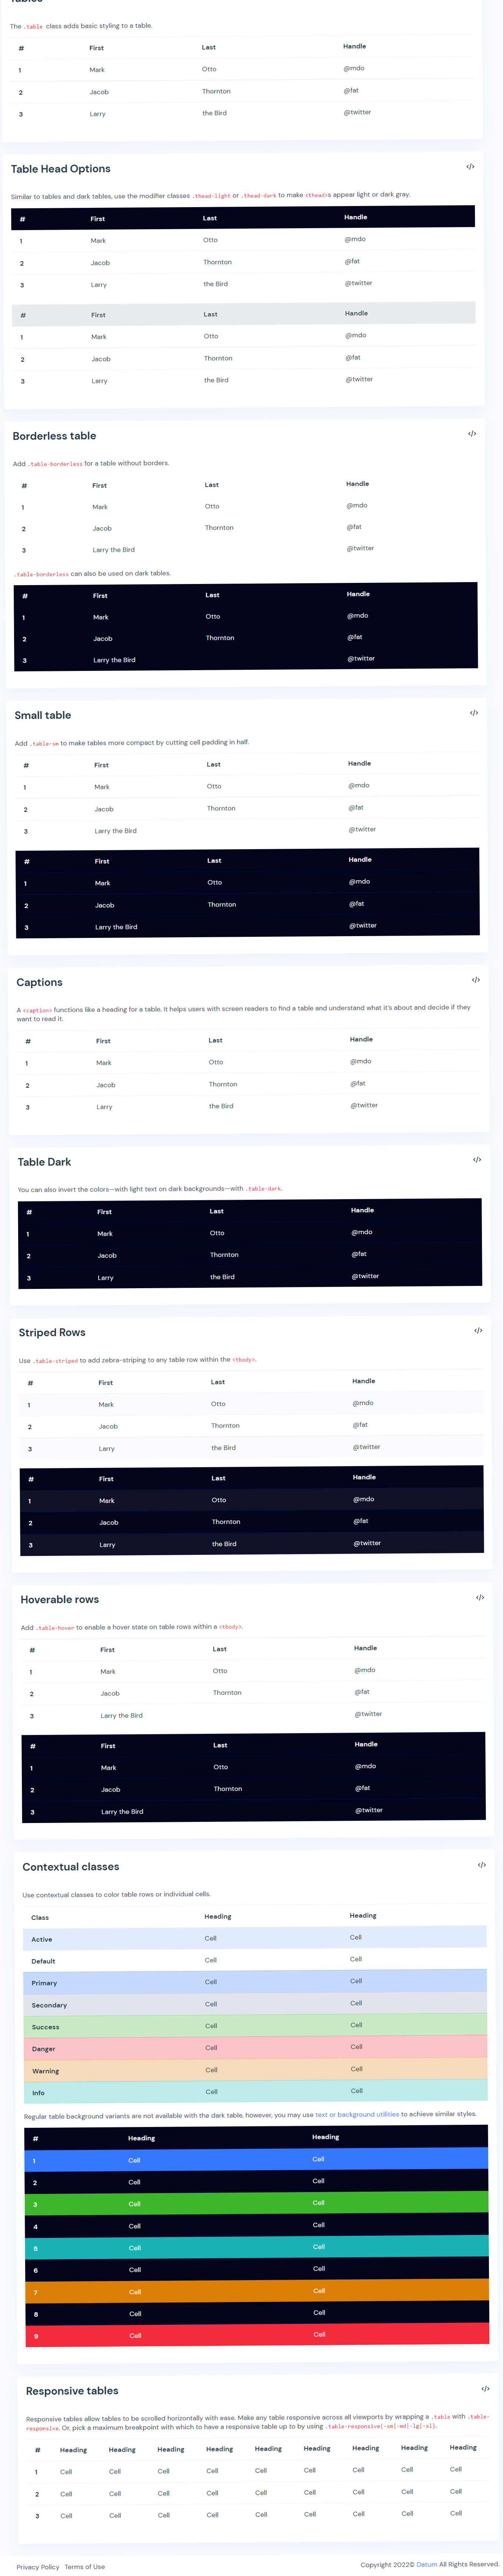 Tables
The .table class adds basic styling to a table.
# First Last Handle
1 Mark Otto @mdo
2 Jacob Thornton @fat
3 Larry the Bird @twitter
Table Head Options </>
Similar to tables and dark tables, use the modifier classes .thead-light or .thead-dark to make <thead>s appear light or dark gray.
# First Last Handle
1 Mark Otto @mdo
2 Jacob Thornton @fat
3 Larry the Bird @twitter
# First Last Handle
1 Mark Otto @mdo
2 Jacob Thornton @fat
3 Larry the Bird @twitter
Borderless table </>
Add .table-borderless for a table without borders.
# First Last Handle
1 Mark Otto @mdo
2 Jacob Thornton @fat
3 Larry the Bird @twitter
.table-borderless can also be used on dark tables.
# First Last Handle
1 Mark Otto @mdo
2 Jacob Thornton @fat
3 Larry the Bird @twitter
Small table </>
Add .table-sm to make tables more compact by cutting cell padding in half.
# First Last Handle
1 Mark Otto @mdo
2 Jacob Thornton @fat
3 Larry the Bird @twitter
# First Last Handle
1 Mark Otto @mdo
2 Jacob Thornton @fat
3 Larry the Bird @twitter
Captions </>
A <caption> functions like a heading for a table. It helps users with screen readers to find a table and understand what it's about and decide if they
want to read it.
# First Last Handle
1 Mark Otto @mdo
2 Jacob Thornton @fat
3 Larry the Bird @twitter
Table Dark </>
You can also invert the colors—with light text on dark backgrounds—with .table-dark.
# First Last Handle
1 Mark Otto @mdo
2 Jacob Thornton @fat
3 Larry the Bird @twitter
Striped Rows </>
Use .table-striped to add zebra-striping to any table row within the <tbody>.
# First Last Handle
1 Mark Otto @mdo
2 Jacob Thornton @fat
3 Larry the Bird @twitter
# First Last Handle
1 Mark Otto @mdo
2 Jacob Thornton @fat
3 Larry the Bird @twitter
Hoverable rows </>
Add .table-hover to enable a hover state on table rows within a <tbody>.
# First Last Handle
1 Mark Otto @mdo
2 Jacob Thornton @fat
3 Larry the Bird @twitter
# First Last Handle
1 Mark Otto @mdo
2 Jacob Thornton @fat
3 Larry the Bird @twitter
Contextual classes </>
Use contextual classes to color table rows or individual cells.
Class Heading Heading
Active Cell Cell
Default Cell Cell
Primary Cell Cell
Secondary Cell Cell
Success Cell Cell
Danger Cell Cell
Warning Cell Cell
Info Cell Cell
Regular table background variants are not available with the dark table, however, you may use text or background utilities to achieve similar styles.
# Heading Heading
1 Cell Cell
2 Cell Cell
3 Cell Cell
4 Cell Cell
5 Cell Cell
6 Cell Cell
7 Cell Cell
8 Cell Cell
9 Cell Cell
Responsive tables </>
Responsive tables allow tables to be scrolled horizontally with ease. Make any table responsive across all viewports by wrapping a .table with .table-
responsive. Or, pick a maximum breakpoint with which to have a responsive table up to by using .table-responsive{-sm|-md|-lg|-xl}.
# Heading Heading Heading Heading Heading Heading Heading Heading Heading
1 Cell Cell Cell Cell Cell Cell Cell Cell Cell
2 Cell Cell Cell Cell Cell Cell Cell Cell Cell
3 Cell Cell Cell Cell Cell Cell Cell Cell Cell
Privacy Policy Terms of Use Copyright 2022© Datum All Rights Reserved.